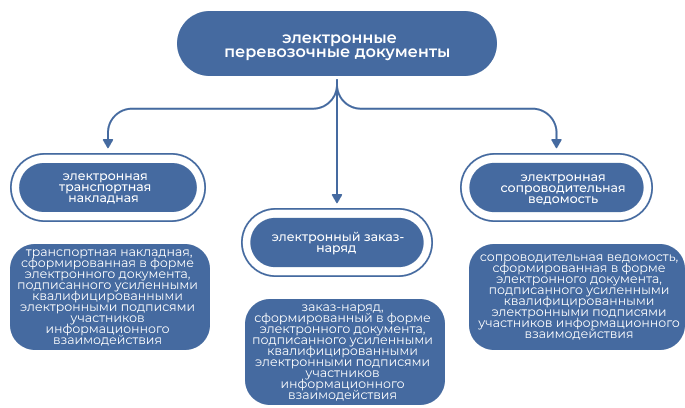 электронные
перевозочные документы
электронная
транспортная
накладная
транспортная накладная,
сформированная в форме
электронного документа,
подписанного усиленными
квалифицированными
электронными подписями
участников
информационного
взаимодействия
электронный заказ-
наряд
заказ-наряд,
сформированный в форме
электронного документа,
подписанного усиленными
квалифицированными
электронными подписями
участников
информационного
взаимодействия
электронная
сопроводительная
ведомость
сопроводительная ведомость,
сформированная в форме
электронного документа,
подписанного усиленными
квалифицированными
электронными подписями
участников информационного
взаимодействия